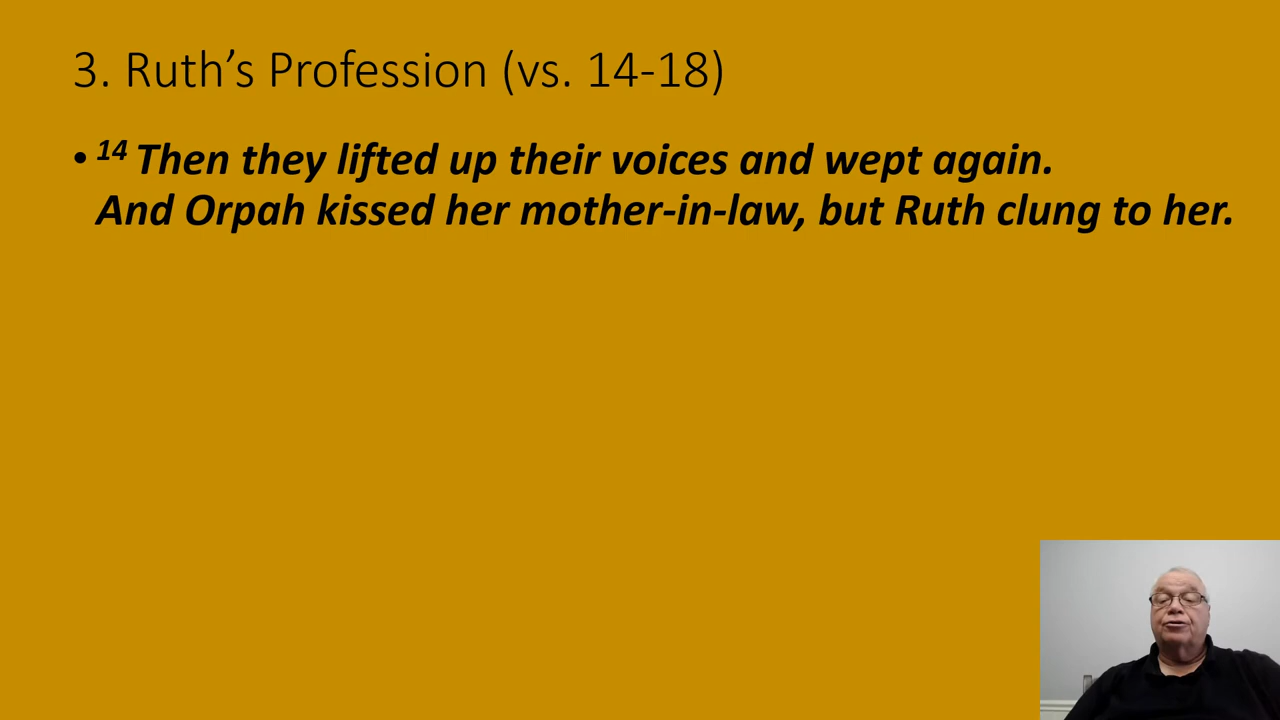 3. Ruth’s Profession (vs. 14-18)
• 14 Then they lifted up their voices and wept again.
And Orpah kissed her mother-in-law, but Ruth clung to her.